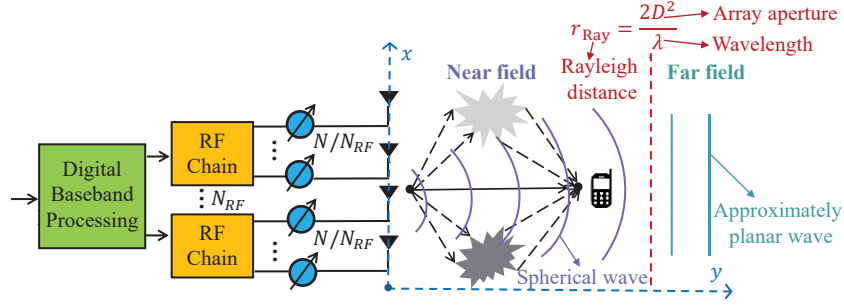 r_Ray = 2D²/λ
Array aperture
Wavelength
x
Near field
Rayleigh
distance
Far field
RF
Chain
N/N_RF
Digital
Baseband
Processing
N_RF
RF
Chain
N/N_RF
Approximately
planar wave
Spherical wave
y